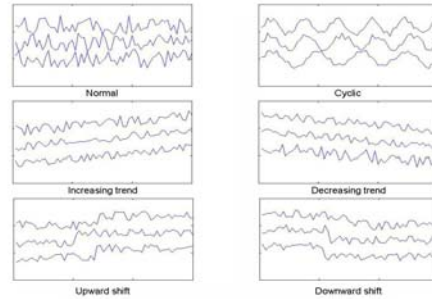 Normal
Cyclic
Increasing trend
Decreasing trend
Upward shift
Downward shift